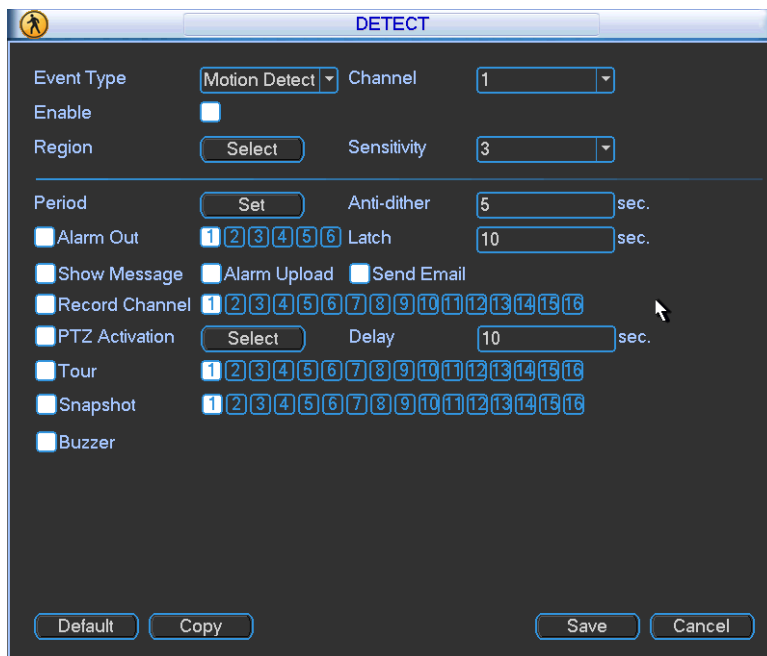 DETECT
Event Type Motion Detect Channel 1
Enable
Region Select Sensitivity 3
Period Set Anti-dither 5 sec.
Alarm Out 1 2 3 4 5 6 Latch 10 sec.
Show Message Alarm Upload Send Email
Record Channel 1 2 3 4 5 6 7 8 9 10 11 12 13 14 15 16
PTZ Activation Select Delay 10 sec.
Tour 1 2 3 4 5 6 7 8 9 10 11 12 13 14 15 16
Snapshot 1 2 3 4 5 6 7 8 9 10 11 12 13 14 15 16
Buzzer
Default Copy Save Cancel